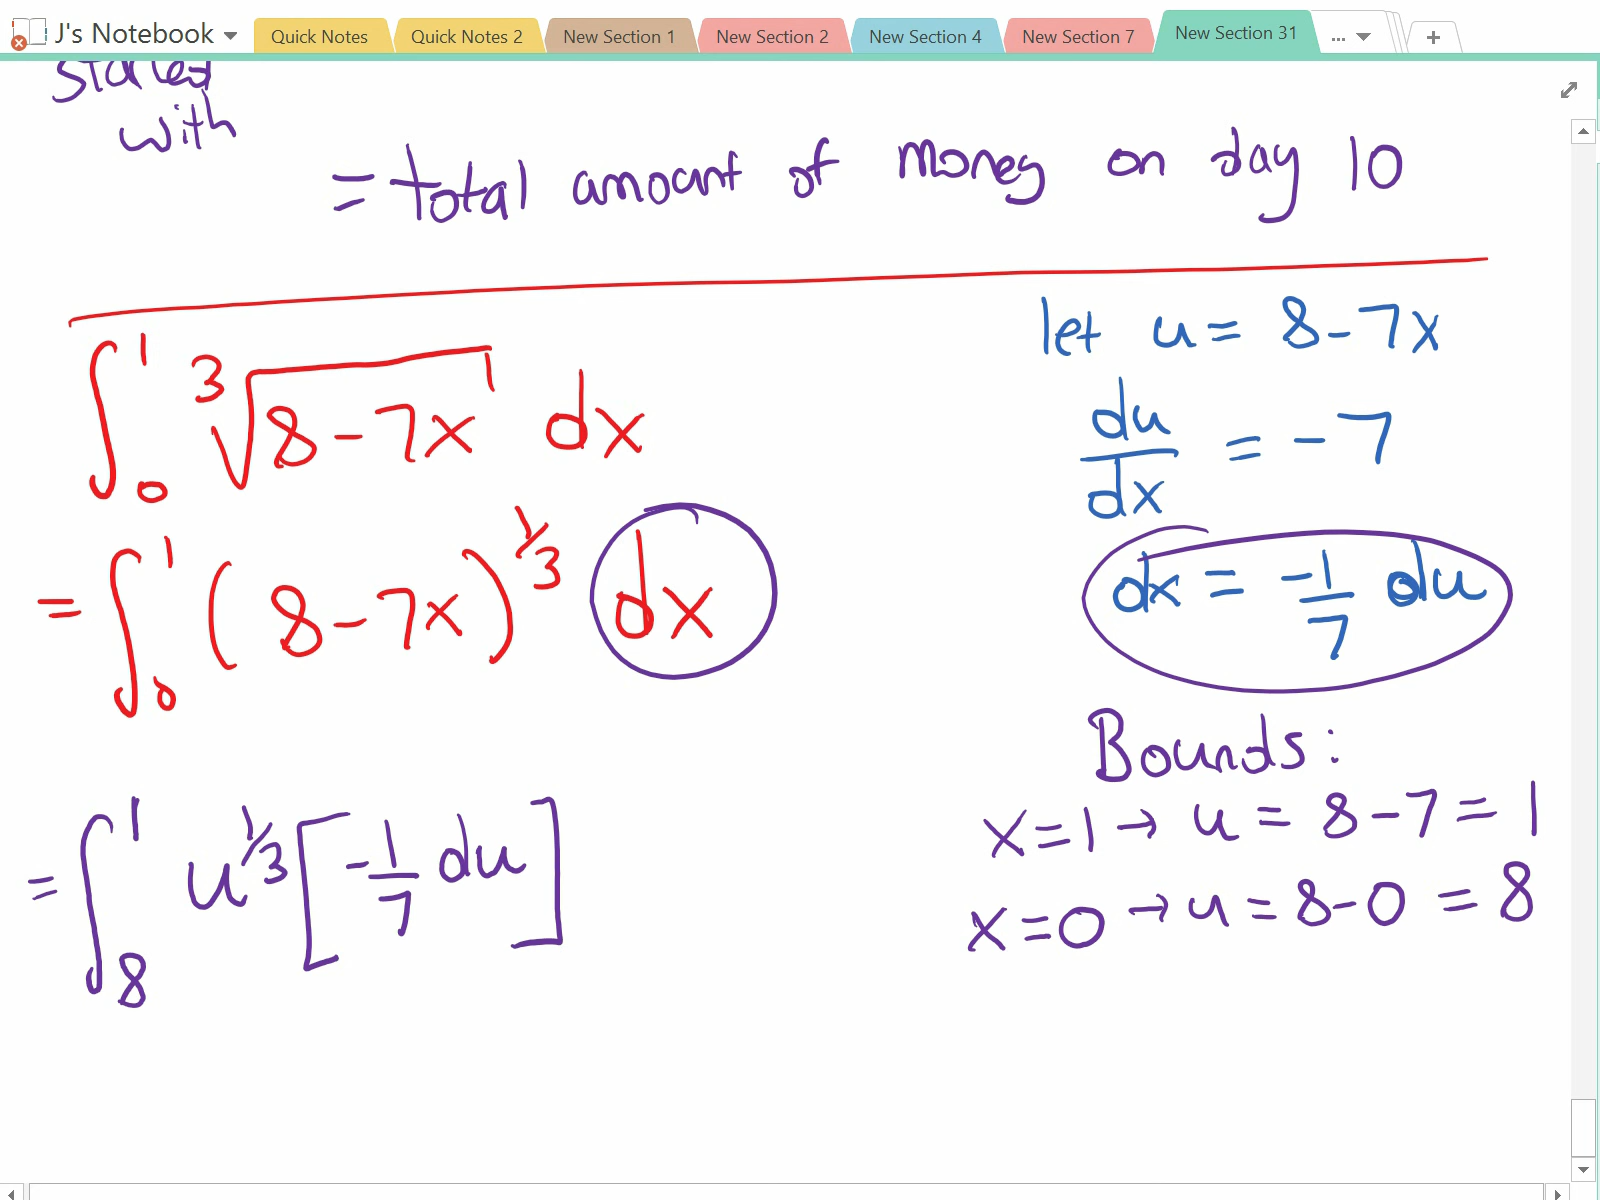 J's Notebook
Quick Notes
Quick Notes 2
New Section 1
New Section 2
New Section 4
New Section 7
New Section 31
...
+
started
with
= total amount of money on day 10
∫₀¹ ∛(8-7x) dx
= ∫₀¹ (8-7x)^(1/3) dx
= ∫₈¹ u^(1/3) [-1/7 du]
let u = 8-7x
du/dx = -7
dx = -1/7 du
Bounds:
x=1 → u = 8-7 = 1
x=0 → u = 8-0 = 8